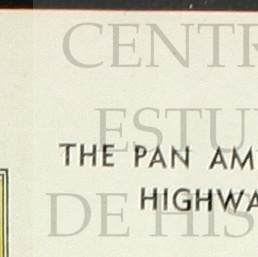 CENTR
ESTU
THE PAN AM
HIGHWA
DE HIS